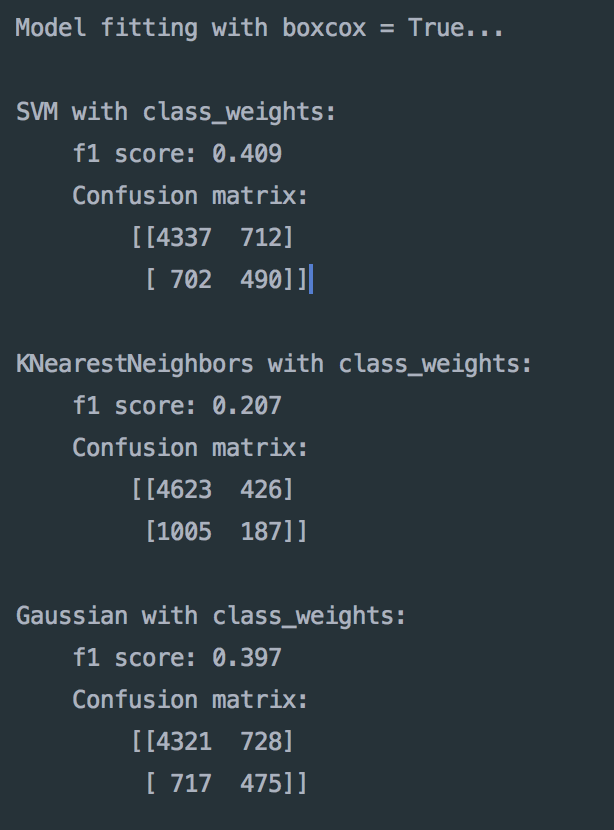 Model fitting with boxcox = True...
SVM with class_weights:
f1 score: 0.409
Confusion matrix:
[[4337  712]
[ 702  490]]
KNearestNeighbors with class_weights:
f1 score: 0.207
Confusion matrix:
[[4623  426]
[1005  187]]
Gaussian with class_weights:
f1 score: 0.397
Confusion matrix:
[[4321  728]
[ 717  475]]